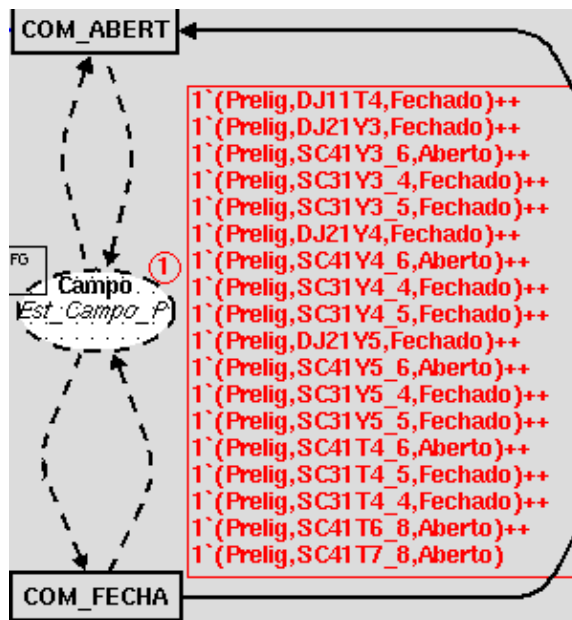 COM_ABERT
1`(Prelig,DJ11T4,Fechado)++
1`(Prelig,DJ21Y3,Fechado)++
1`(Prelig,SC41Y3_6,Aberto)++
1`(Prelig,SC31Y3_4,Fechado)++
1`(Prelig,SC31Y3_5,Fechado)++
1`(Prelig,DJ21Y4,Fechado)++
1`(Prelig,SC41Y4_6,Aberto)++
1`(Prelig,SC31Y4_4,Fechado)++
1`(Prelig,SC31Y4_5,Fechado)++
1`(Prelig,DJ21Y5,Fechado)++
1`(Prelig,SC41Y5_6,Aberto)++
1`(Prelig,SC31Y5_4,Fechado)++
1`(Prelig,SC31Y5_5,Fechado)++
1`(Prelig,SC41T4_6,Aberto)++
1`(Prelig,SC31T4_5,Fechado)++
1`(Prelig,SC31T4_4,Fechado)++
1`(Prelig,SC41T6_8,Aberto)++
1`(Prelig,SC41T7_8,Aberto)
FG
1
Campo
Est_Campo_P
COM_FECHA